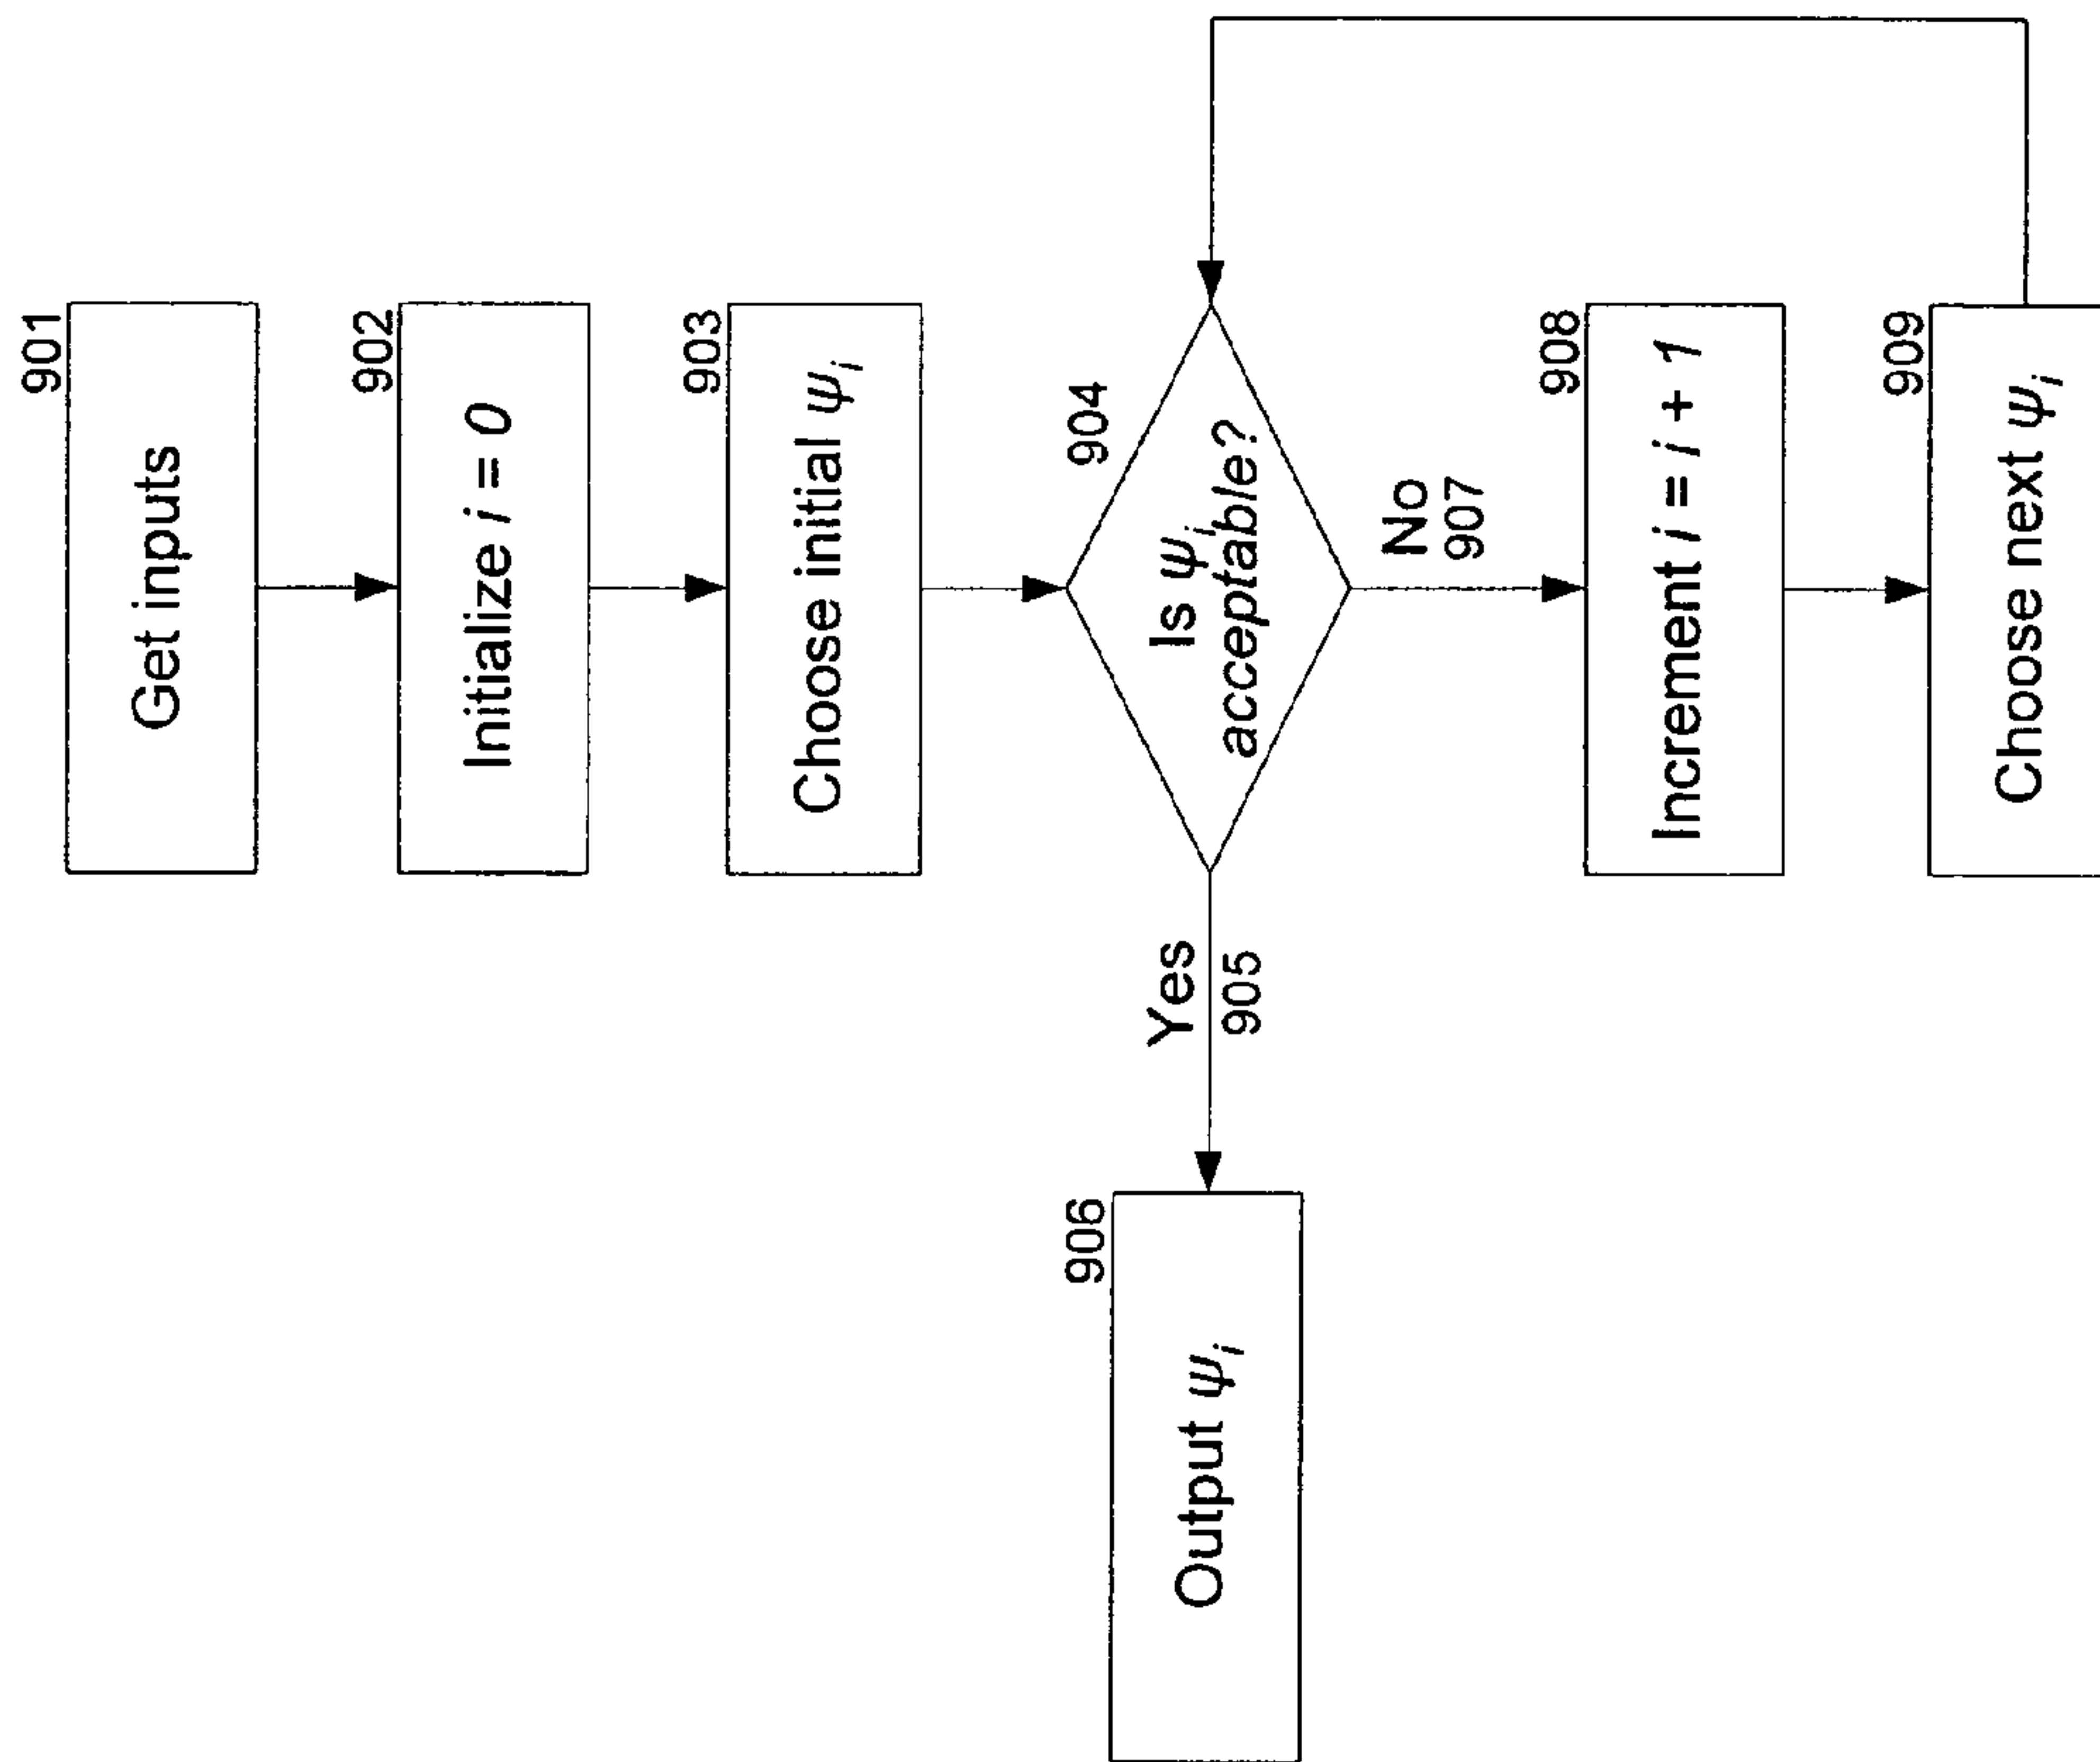 901
Get inputs
902
Initialize i = 0
903
Choose initial ψi
904
Is ψi
acceptable?
Yes
905
906
Output ψi
No
907
908
Increment i = i + 1
909
Choose next ψi